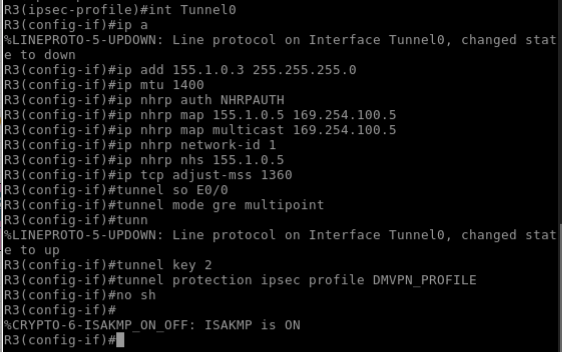 R3(ipsec-profile)#int Tunnel0
R3(config-if)#ip a
%LINEPROTO-5-UPDOWN: Line protocol on Interface Tunnel0, changed stat
e to down
R3(config-if)#ip add 155.1.0.3 255.255.255.0
R3(config-if)#ip mtu 1400
R3(config-if)#ip nhrp auth NHRPAUTH
R3(config-if)#ip nhrp map 155.1.0.5 169.254.100.5
R3(config-if)#ip nhrp map multicast 169.254.100.5
R3(config-if)#ip nhrp network-id 1
R3(config-if)#ip nhrp nhs 155.1.0.5
R3(config-if)#ip tcp adjust-mss 1360
R3(config-if)#tunnel so E0/0
R3(config-if)#tunnel mode gre multipoint
R3(config-if)#tunn
%LINEPROTO-5-UPDOWN: Line protocol on Interface Tunnel0, changed stat
e to up
R3(config-if)#tunnel key 2
R3(config-if)#tunnel protection ipsec profile DMVPN_PROFILE
R3(config-if)#no sh
R3(config-if)#
%CRYPTO-6-ISAKMP_ON_OFF: ISAKMP is ON
R3(config-if)#